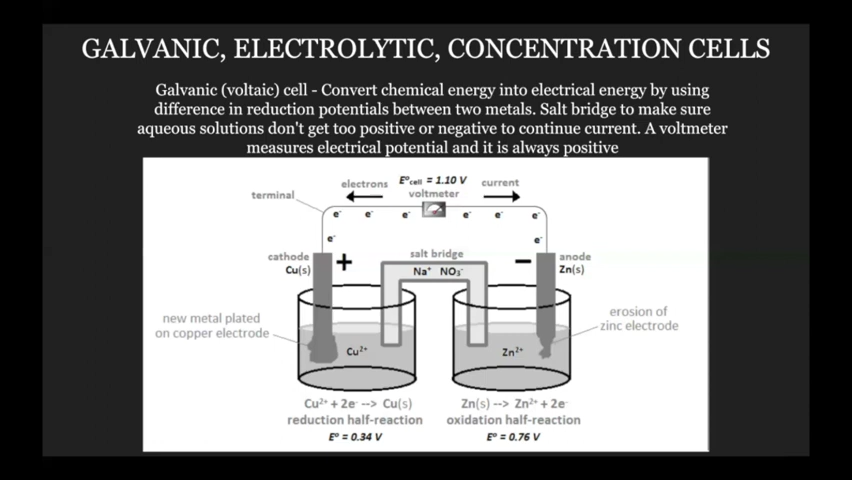 GALVANIC, ELECTROLYTIC, CONCENTRATION CELLS
Galvanic (voltaic) cell - Convert chemical energy into electrical energy by using
difference in reduction potentials between two metals. Salt bridge to make sure
aqueous solutions don't get too positive or negative to continue current. A voltmeter
measures electrical potential and it is always positive
electrons
E°cell = 1.10 V
current
voltmeter
terminal
e⁻ e⁻ e⁻ e⁻ e⁻ e⁻
e⁻ e⁻
cathode
Cu(s)
+
salt bridge
Na⁺ NO₃⁻
−
anode
Zn(s)
new metal plated
on copper electrode
erosion of
zinc electrode
Cu²⁺
Zn²⁺
Cu²⁺ + 2e⁻ --> Cu(s)
reduction half-reaction
E° = 0.34 V
Zn(s) --> Zn²⁺ + 2e⁻
oxidation half-reaction
E° = 0.76 V